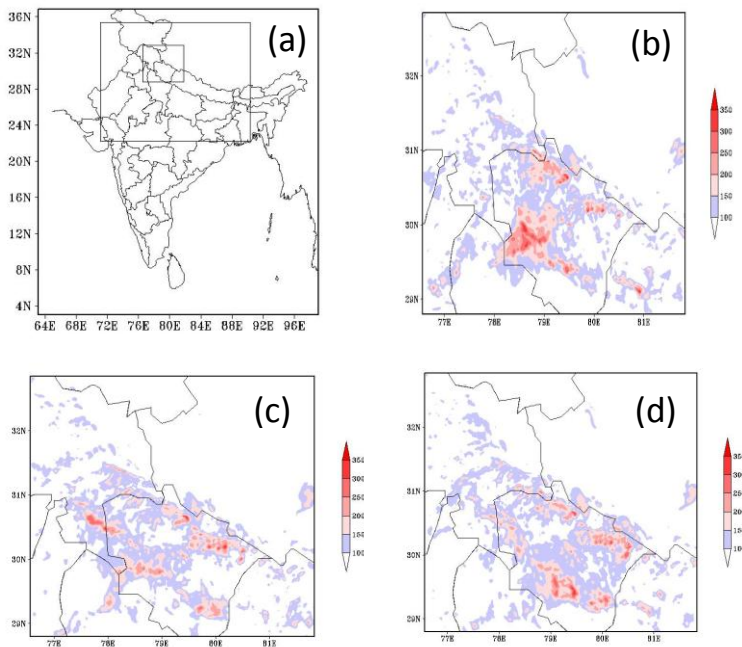 (a)
36N
32N
28N
24N
20N
16N
12N
8N
4N
64E 68E 72E 76E 80E 84E 88E 92E 96E
(b)
32N
31N
30N
29N
77E 78E 79E 80E 81E
350
300
250
200
150
100
(c)
32N
31N
30N
29N
77E 78E 79E 80E 81E
350
300
250
200
150
100
(d)
32N
31N
30N
29N
77E 78E 79E 80E 81E